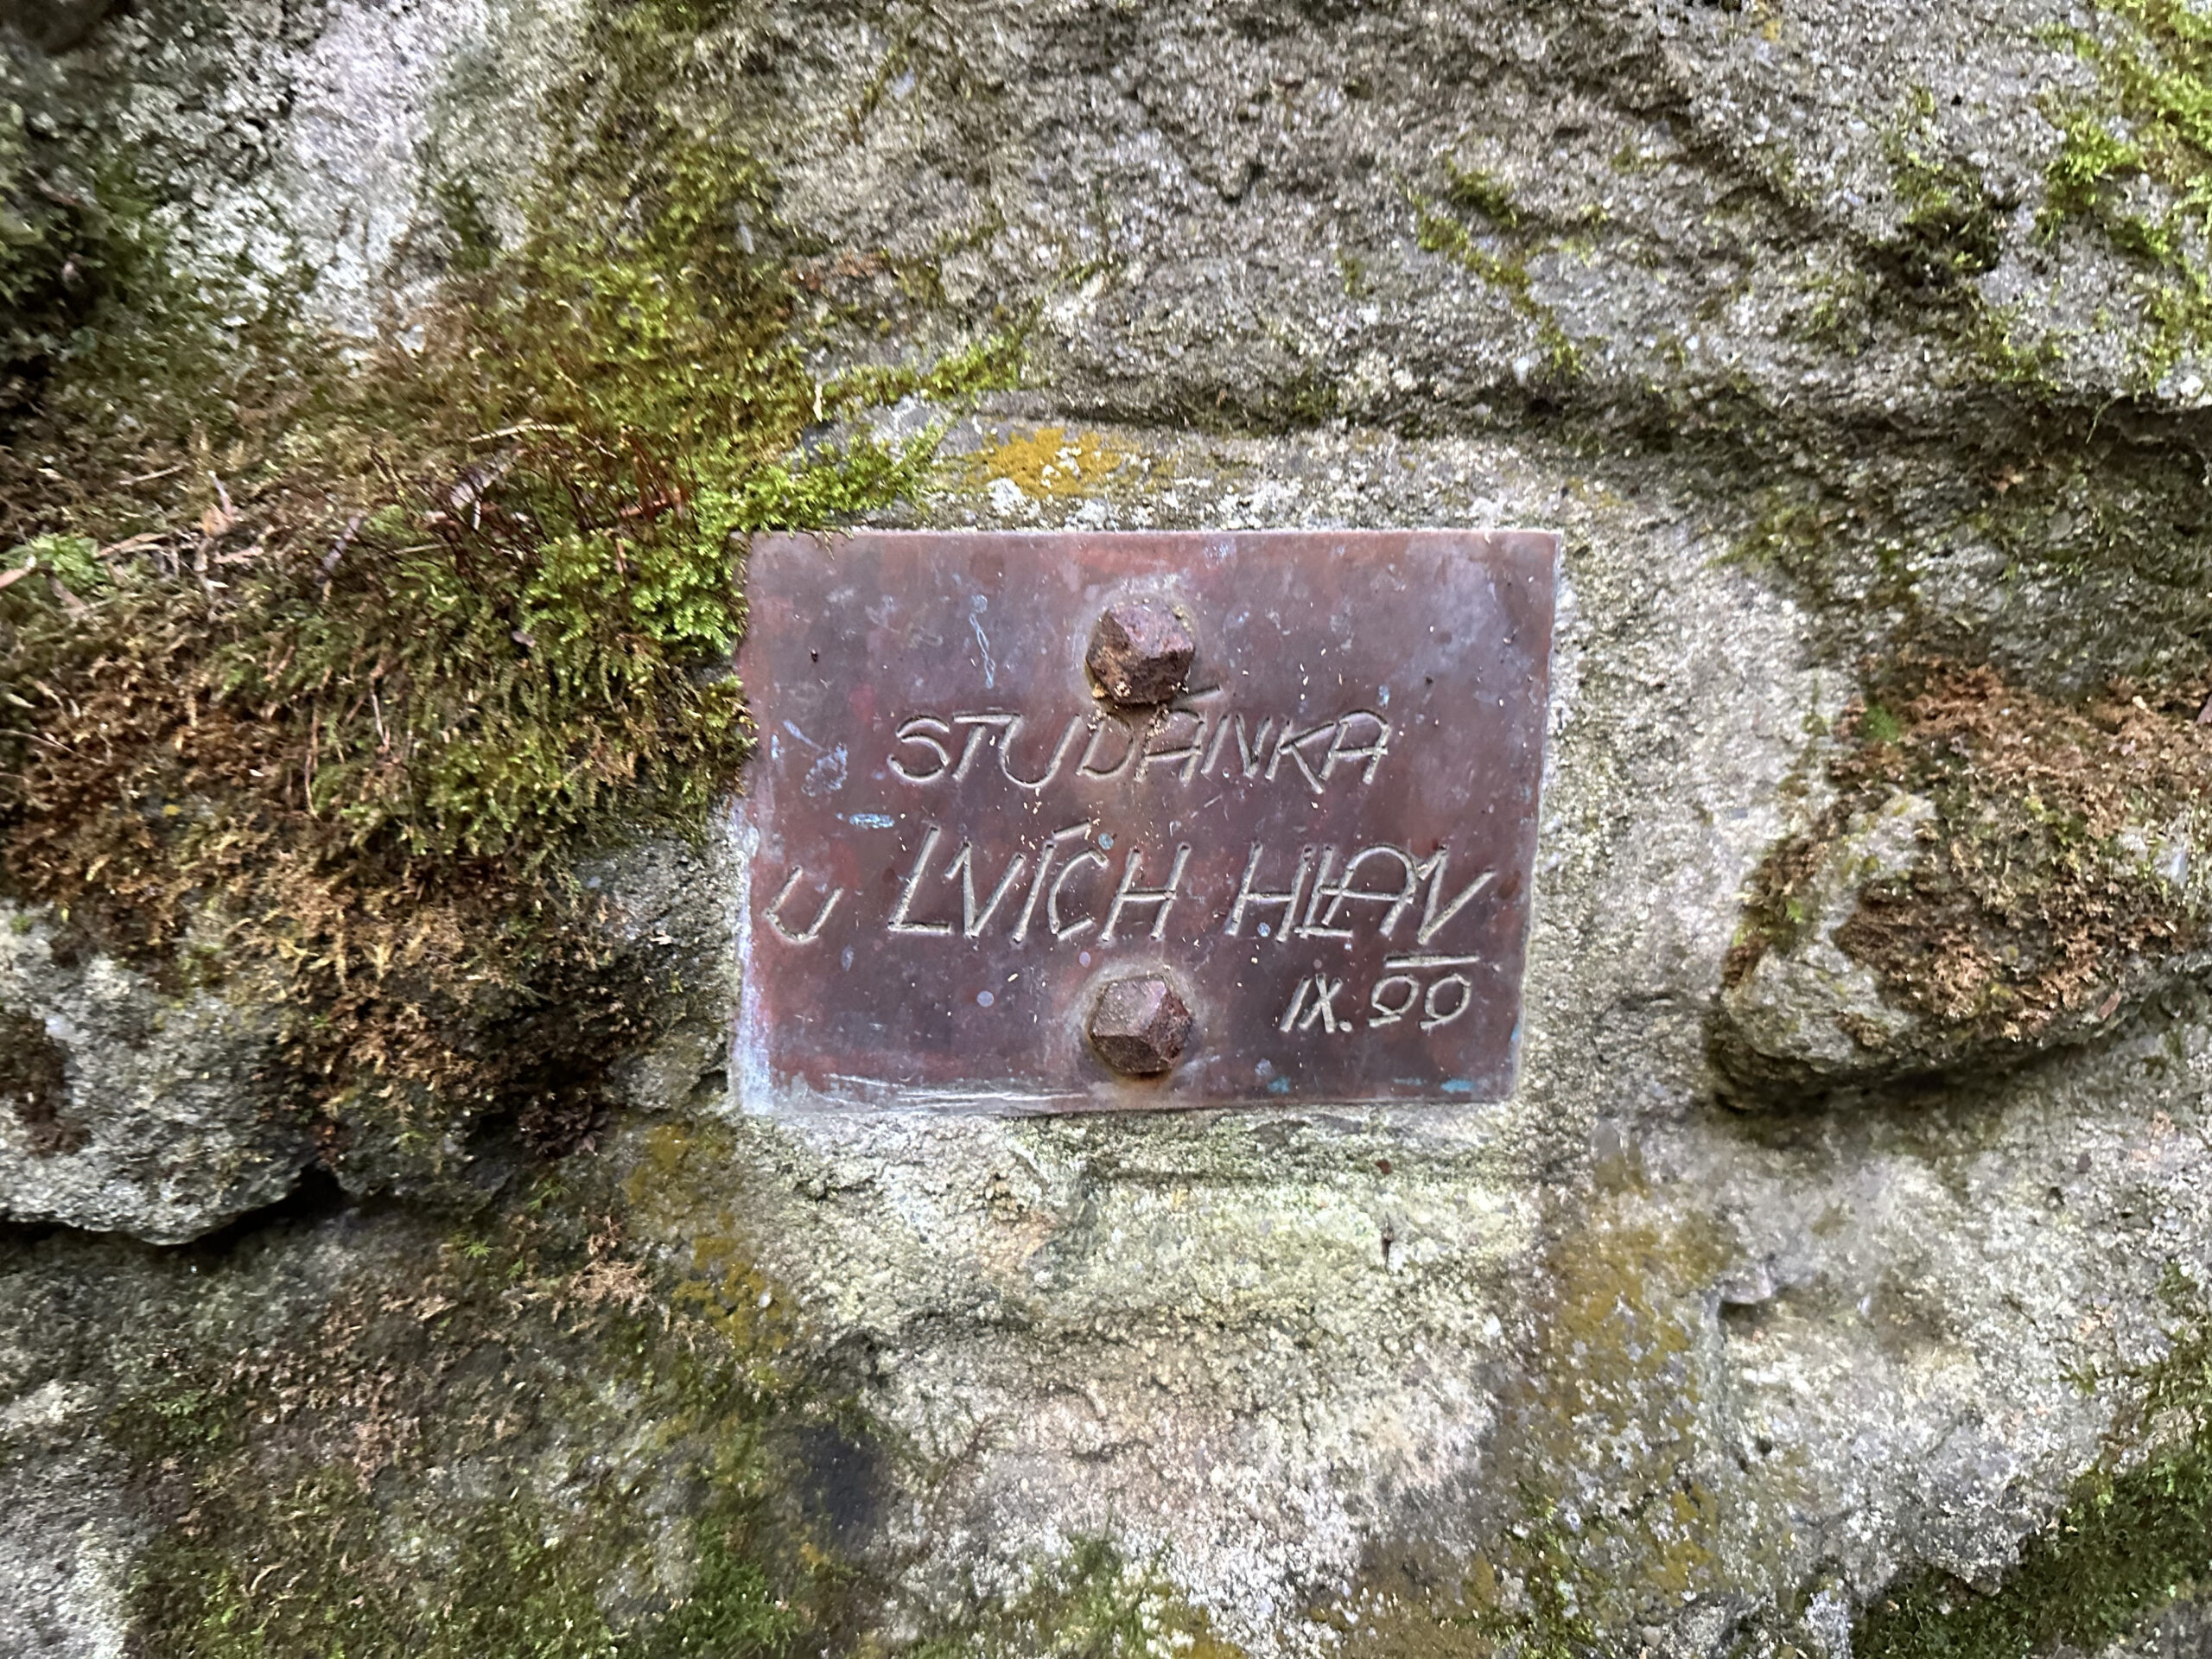 STUDÁNKA
U LVÍCH HLAV
IX. 99